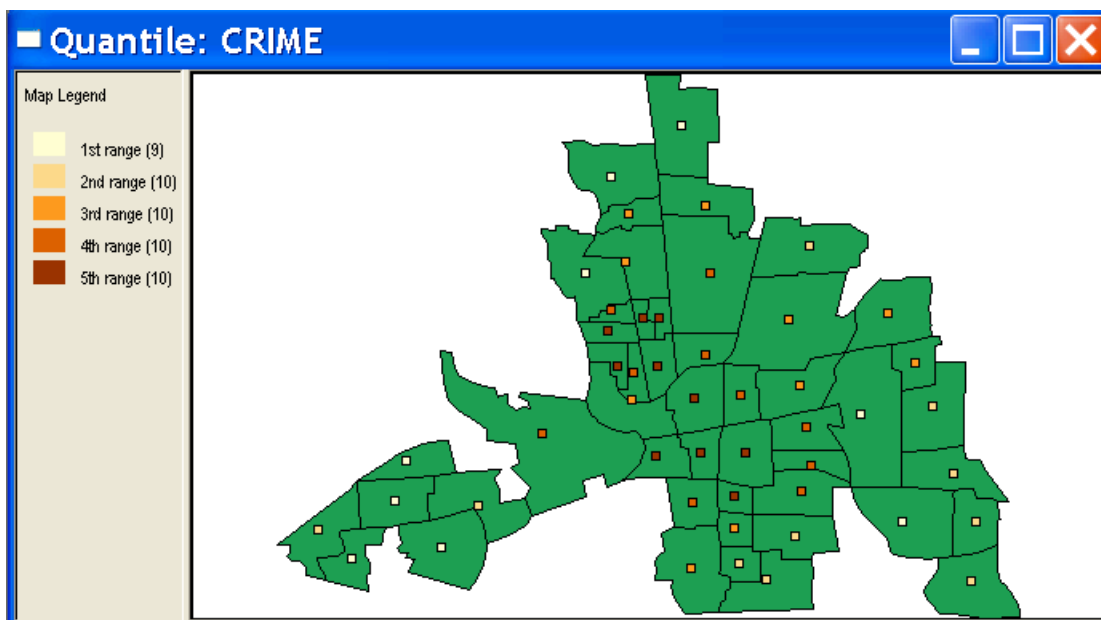 Quantile: CRIME
Map Legend
1st range (9)
2nd range (10)
3rd range (10)
4th range (10)
5th range (10)